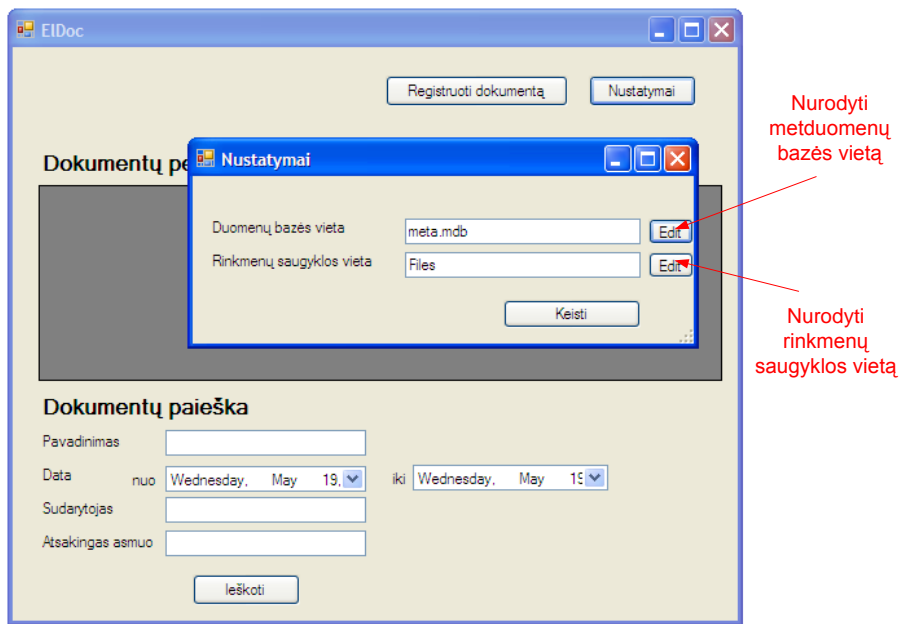 ElDoc
Registruoti dokumentą
Nustatymai
Nurodyti
metduomenų
bazės vietą
Dokumentų pe
Nustatymai
Duomenų bazės vieta
meta.mdb
Edit
Rinkmenų saugyklos vieta
Files
Edit
Keisti
Nurodyti
rinkmenų
saugyklos vietą
Dokumentų paieška
Pavadinimas
Data nuo Wednesday, May 19, iki Wednesday, May 19
Sudarytojas
Atsakingas asmuo
Ieškoti